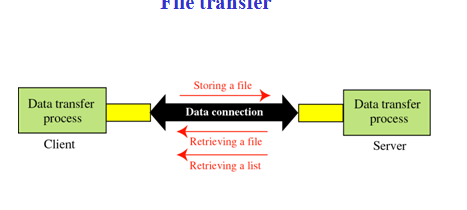 File transfer
Storing a file
Data transfer
process
Data connection
Data transfer
process
Client
Retrieving a file
Server
Retrieving a list